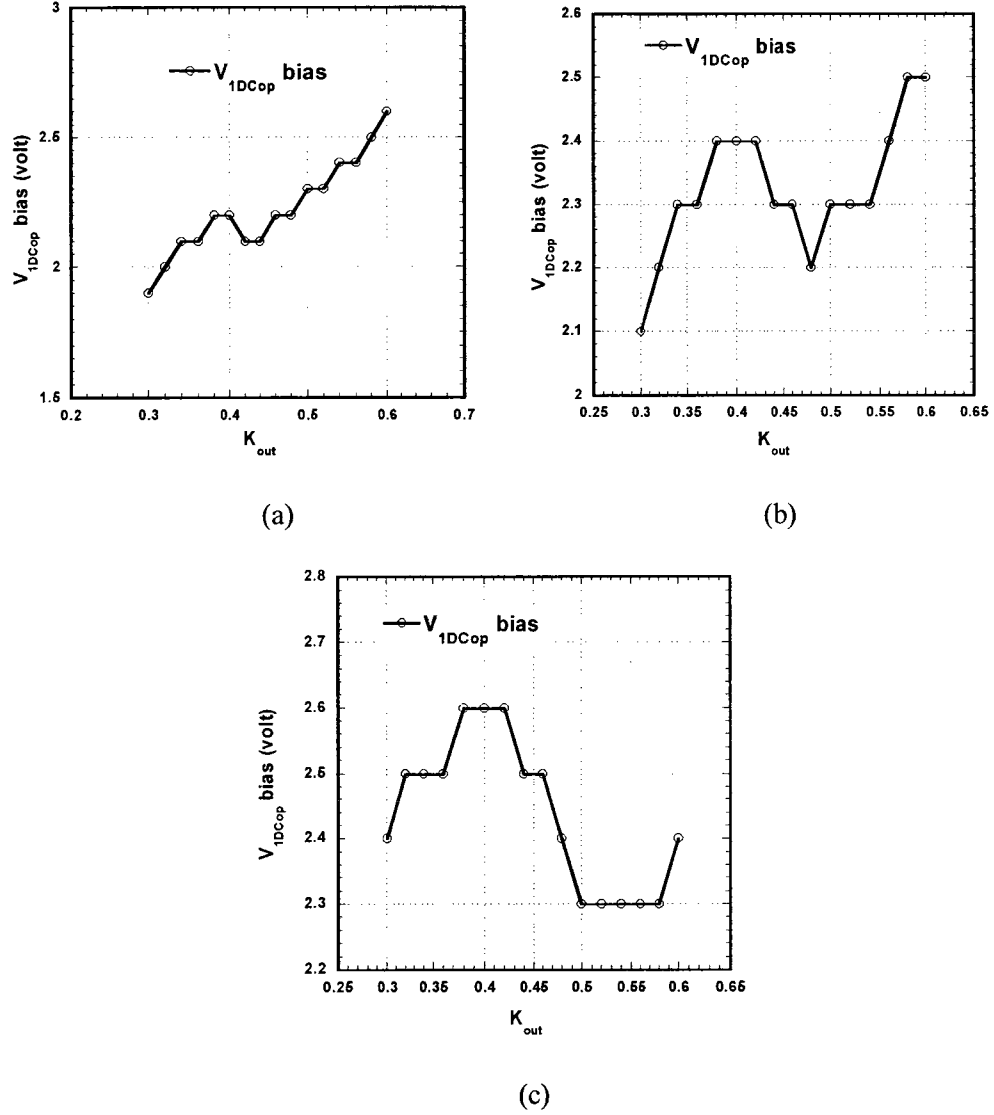 3
2.5
2
1.5
V1DCop bias (volt)
V1DCop bias
0.2 0.3 0.4 0.5 0.6 0.7
Kout
(a)
2.6
2.5
2.4
2.3
2.2
2.1
2
V1DCop bias (volt)
V1DCop bias
0.25 0.3 0.35 0.4 0.45 0.5 0.55 0.6 0.65
Kout
(b)
2.8
2.7
2.6
2.5
2.4
2.3
2.2
V1DCop bias (volt)
V1DCop bias
0.25 0.3 0.35 0.4 0.45 0.5 0.55 0.6 0.65
Kout
(c)